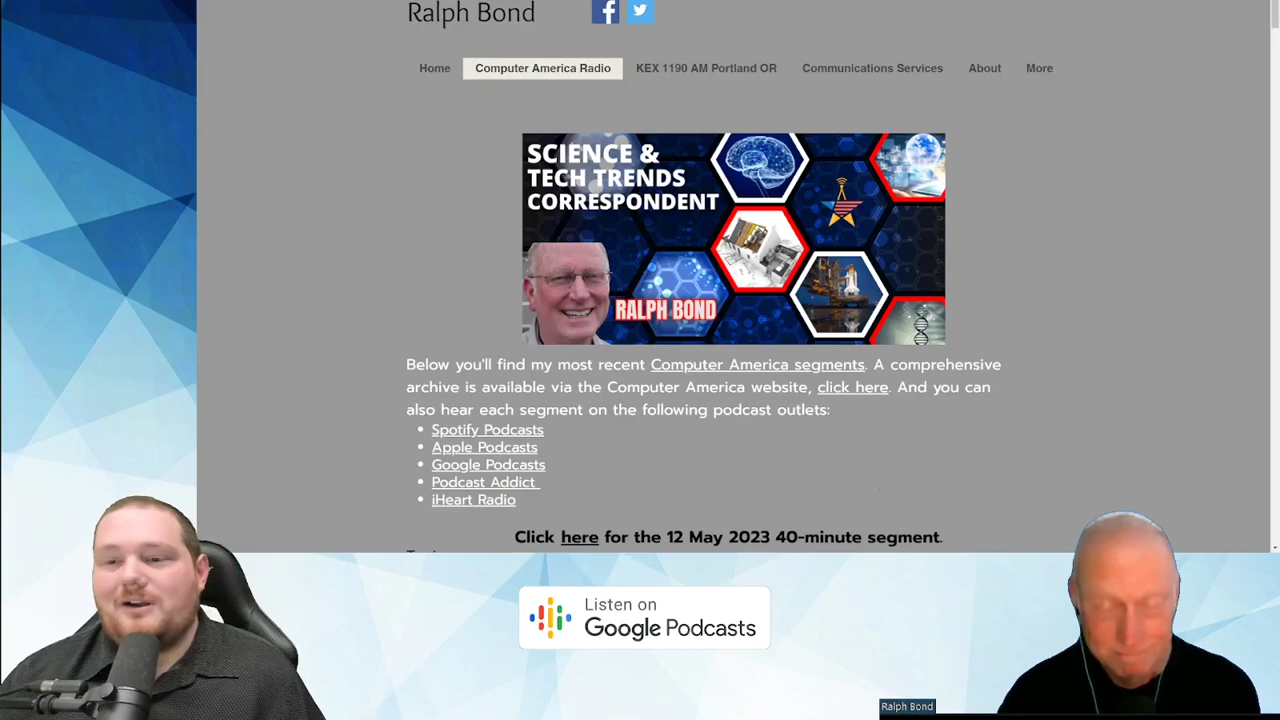 Ralph Bond
Home
Computer America Radio
KEX 1190 AM Portland OR
Communications Services
About
More
SCIENCE &
TECH TRENDS
CORRESPONDENT
RALPH BOND
Below you'll find my most recent Computer America segments. A comprehensive
archive is available via the Computer America website, click here. And you can
also hear each segment on the following podcast outlets:
• Spotify Podcasts
• Apple Podcasts
• Google Podcasts
• Podcast Addict
• iHeart Radio
Click here for the 12 May 2023 40-minute segment.
Listen on
Google Podcasts
Ralph Bond